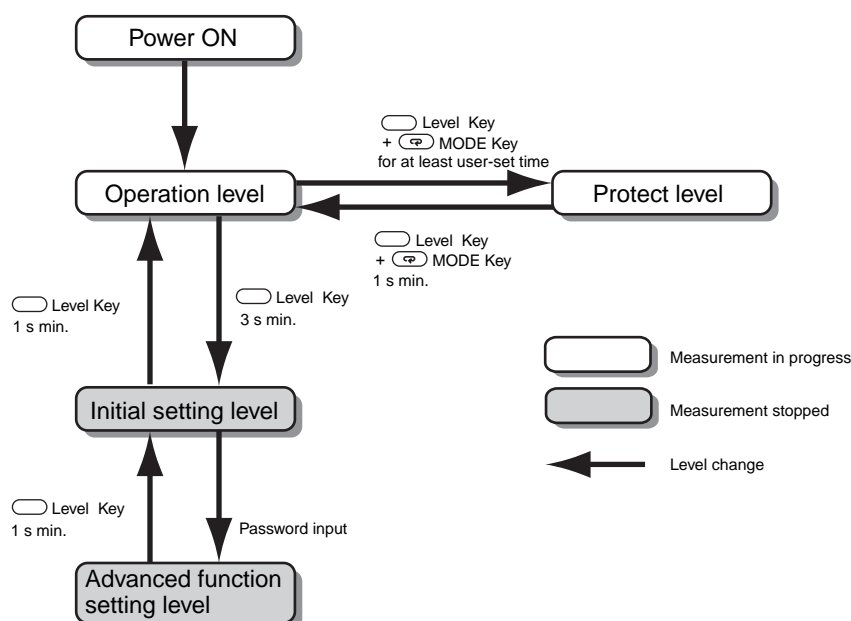 Power ON
Level Key
+ MODE Key
for at least user-set time
Operation level
Protect level
Level Key
+ MODE Key
1 s min.
Level Key
1 s min.
Level Key
3 s min.
Measurement in progress
Initial setting level
Measurement stopped
Level change
Level Key
1 s min.
Password input
Advanced function
setting level